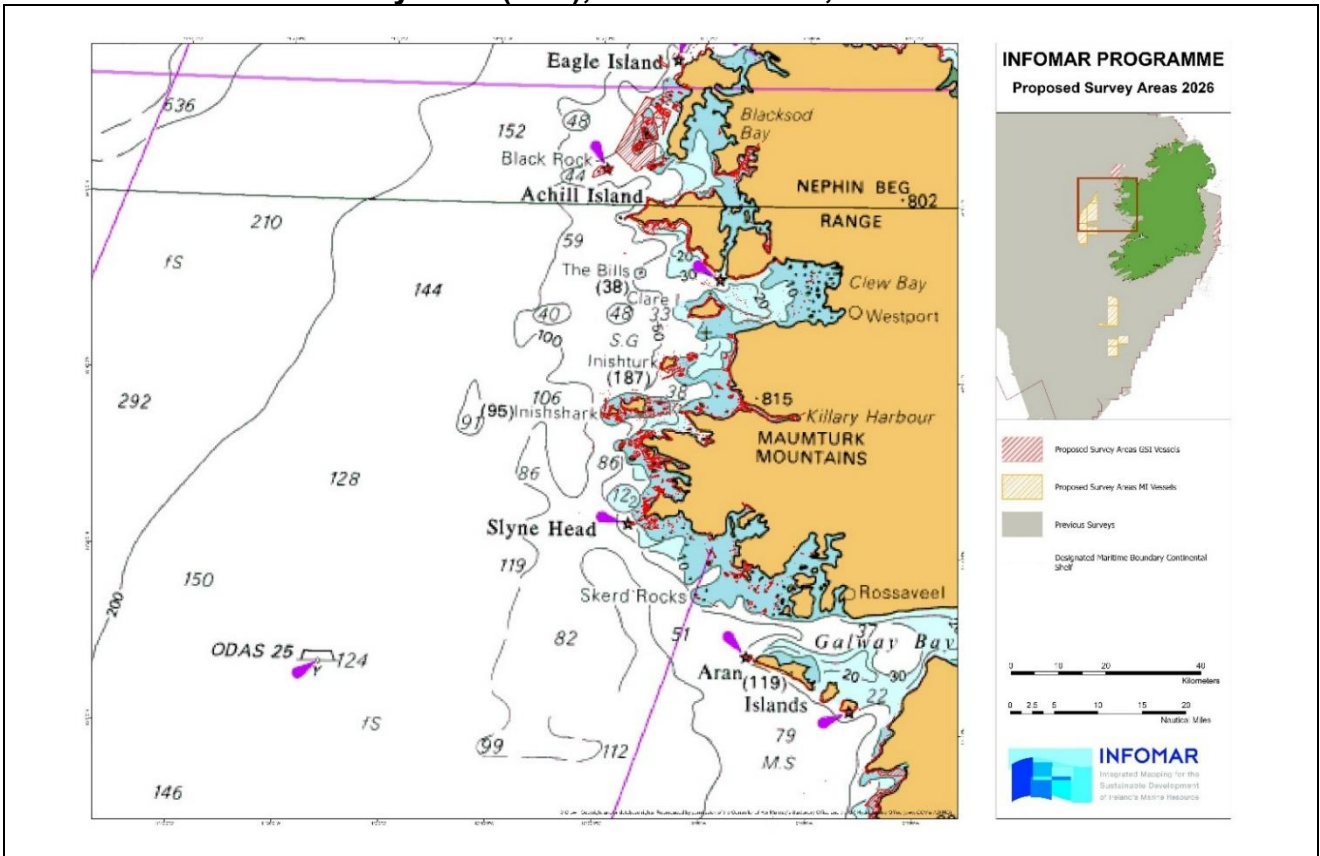 Eagle Island
636
48
152
Blacksod
Bay
Black Rock
44
Achill Island
NEPHIN BEG
802
RANGE
210
59
20
30
fS
The Bills
(38)
10
Clew Bay
144
Clare I
20
40
48
33
Westport
100
S.G
50
Inishturk
(187)
38
106
815
292
(95)
Inishshark
Killary Harbour
91
MAUMTURK
MOUNTAINS
86
86
128
12
Slyne Head
119
10
150
Skerd Rocks
Rossaveel
200
82
51
37
Galway Bay
ODAS 25
124
Y
Aran
(119)
Islands
20
30
22
fS
79
99
112
M.S
146
INFOMAR PROGRAMME
Proposed Survey Areas 2026
Proposed Survey Areas GSI Vessels
Proposed Survey Areas MI Vessels
Previous Surveys
Designated Maritime Boundary Continental
Shelf
0 5 10 20 40
Kilometers
0 2.5 5 10 15 20
Nautical Miles
INFOMAR
Integrated Mapping for the
Sustainable Development
of Ireland's Marine Resource